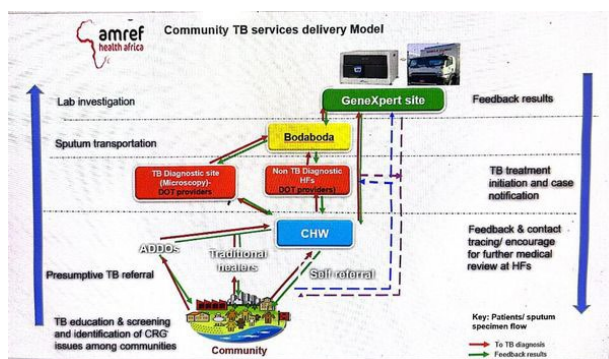 amref
health africa
Community TB services delivery Model
Lab investigation
GeneXpert site
Feedback results
Sputum transportation
Bodaboda
TB Diagnostic site
(Microscopy)-
DOT providers
Non TB Diagnostic
HFs
DOT providers)
TB treatment
initiation and case
notification
CHW
ADDOs
Traditional
healers
Self-referral
Feedback & contact
tracing/ encourage
for further medical
review at HFs
Presumptive TB referral
TB education & screening
and identification of CRG
issues among communities
Community
Key: Patients/ sputum
specimen flow
To TB diagnosis
Feedback results